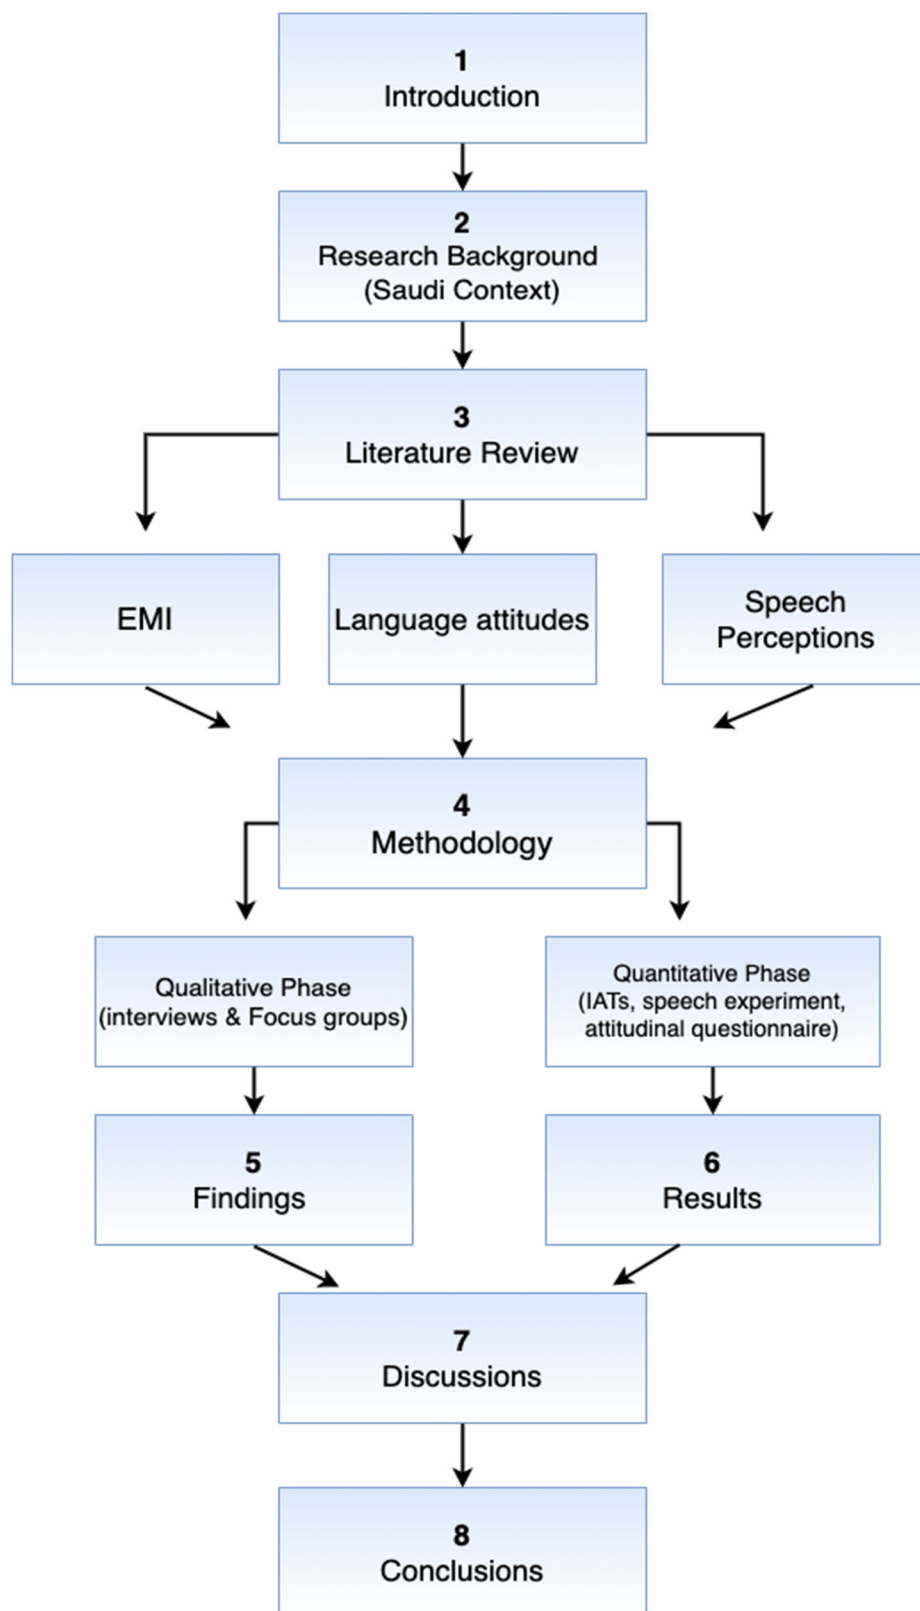 1
Introduction
2
Research Background
(Saudi Context)
3
Literature Review
EMI
Language attitudes
Speech
Perceptions
4
Methodology
Qualitative Phase
(interviews & Focus groups)
Quantitative Phase
(IATs, speech experiment,
attitudinal questionnaire)
5
Findings
6
Results
7
Discussions
8
Conclusions